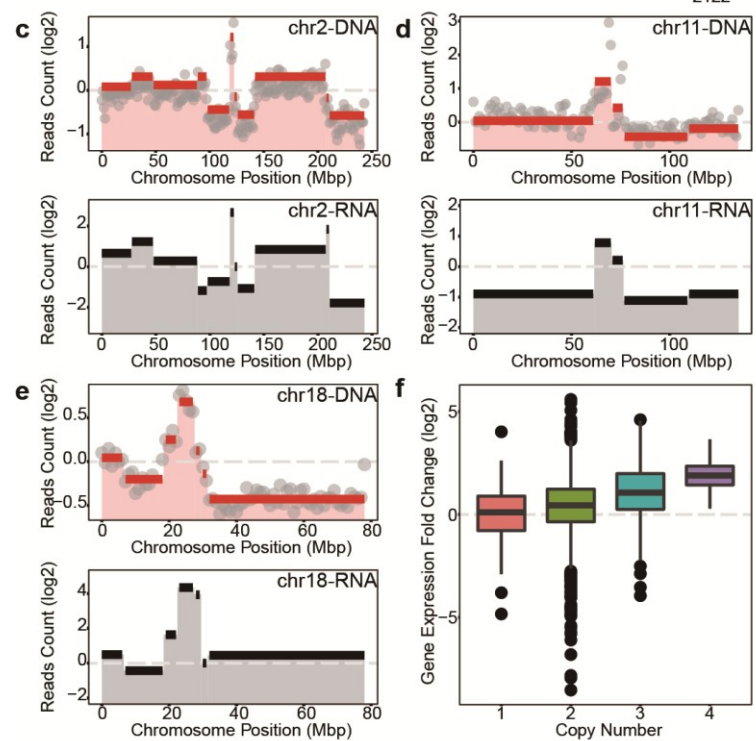 2122
c
chr2-DNA
Reads Count (log2)
1
0
−1
0 50 100 150 200 250
Chromosome Position (Mbp)
chr2-RNA
Reads Count (log2)
2
0
−2
0 50 100 150 200 250
Chromosome Position (Mbp)
d
chr11-DNA
Reads Count (log2)
3
2
1
0
0 50 100
Chromosome Position (Mbp)
chr11-RNA
Reads Count (log2)
2
1
0
−1
−2
0 50 100
Chromosome Position (Mbp)
e
chr18-DNA
Reads Count (log2)
0.5
0.0
−0.5
0 20 40 60 80
Chromosome Position (Mbp)
chr18-RNA
Reads Count (log2)
4
2
0
−2
0 20 40 60 80
Chromosome Position (Mbp)
f
Gene Expression Fold Change (log2)
5
0
−5
1 2 3 4
Copy Number